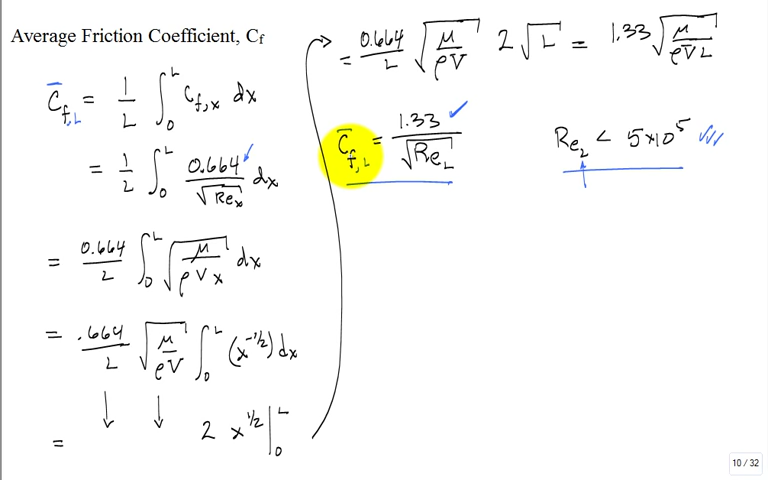 Average Friction Coefficient, Cf
C̄f,L = 1/L ∫₀ᴸ Cf,x dx
= 1/L ∫₀ᴸ 0.664/√Rex dx
= 0.664/L ∫₀ᴸ √(μ/ρVx) dx
= .664/L √(μ/ρV) ∫₀ᴸ (x^-1/2) dx
= ↓ ↓ 2 x^1/2 |₀ᴸ
= 0.664/L √(μ/ρV) 2√L = 1.33 √(μ/ρVL)
C̄f,L = 1.33/√ReL
ReL < 5×10⁵
10 / 32